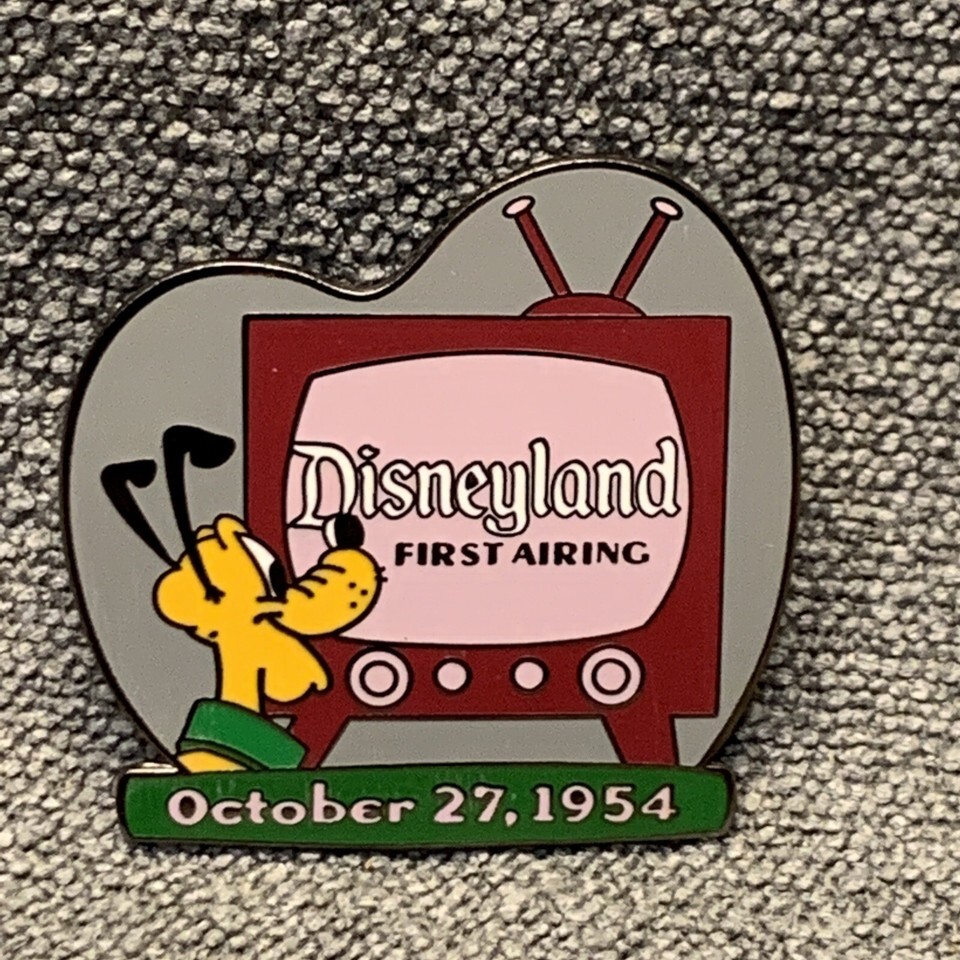 Disneyland
FIRST AIRING
October 27, 1954